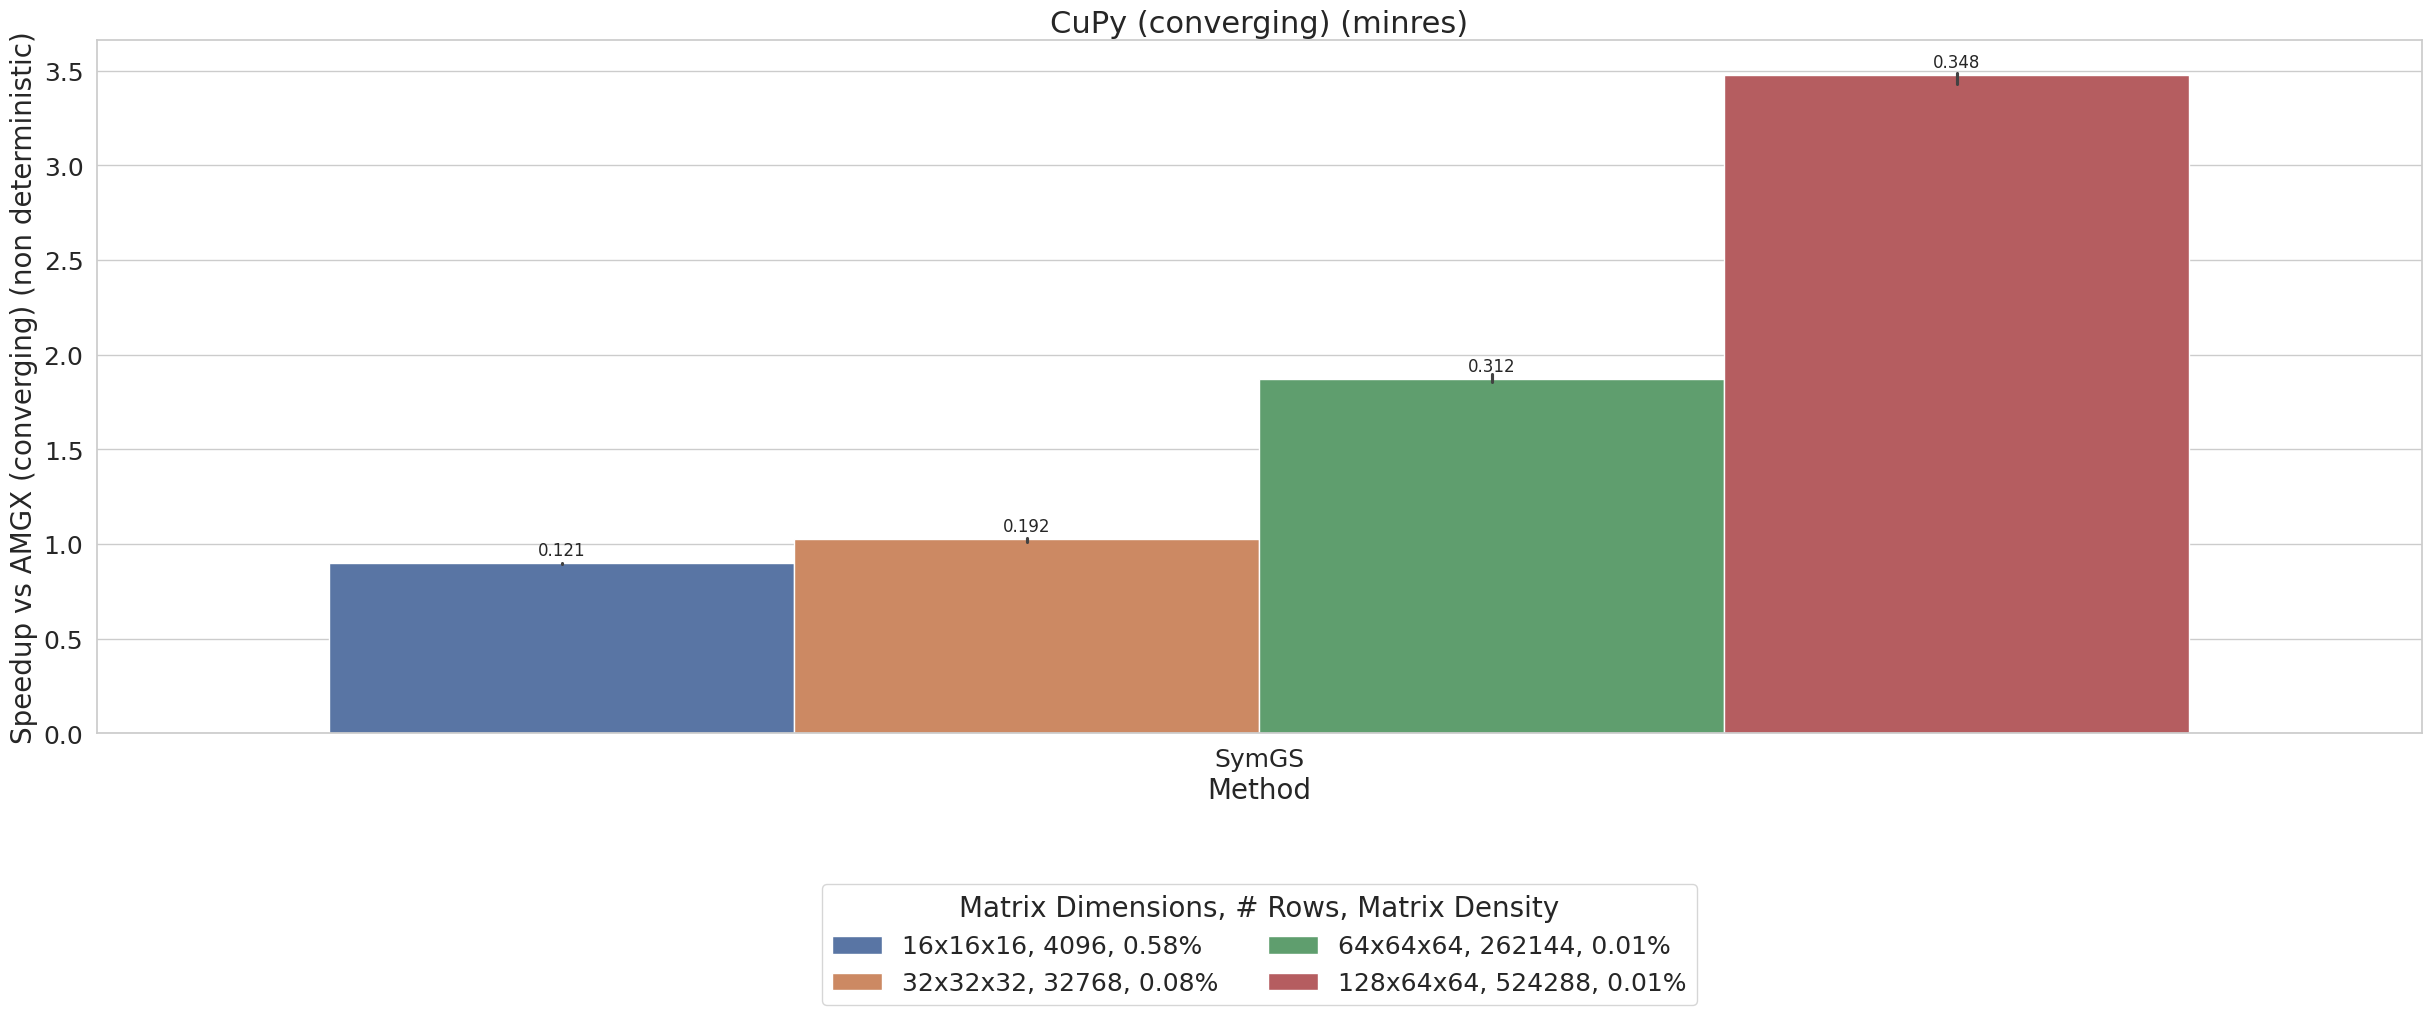 CuPy (converging) (minres)
Speedup vs AMGX (converging) (non deterministic)
3.5
3.0
2.5
2.0
1.5
1.0
0.5
0.0
0.121
0.192
0.312
0.348
SymGS
Method
Matrix Dimensions, # Rows, Matrix Density
16x16x16, 4096, 0.58%
32x32x32, 32768, 0.08%
64x64x64, 262144, 0.01%
128x64x64, 524288, 0.01%